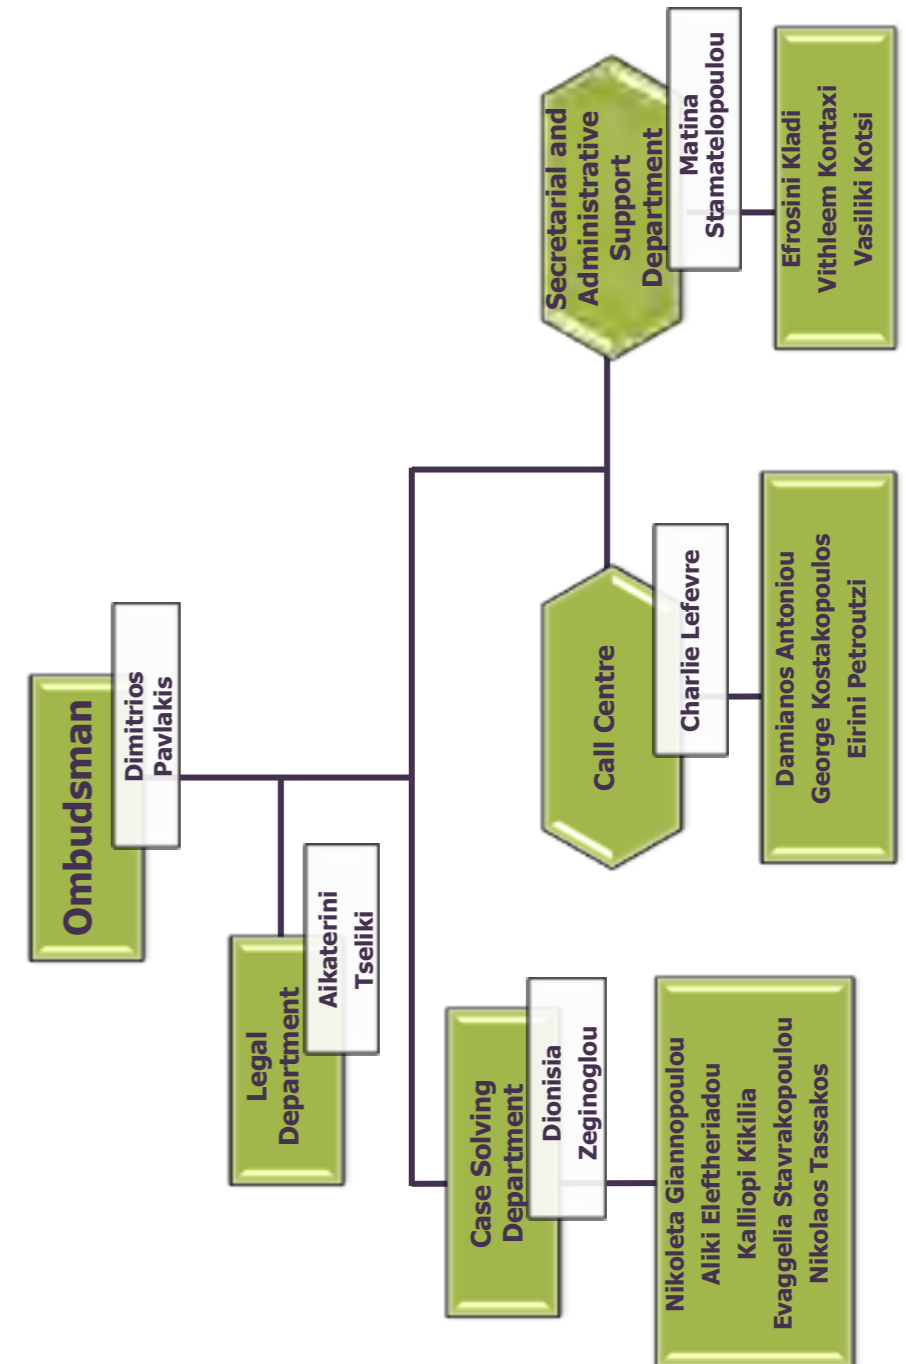 Ombudsman
Dimitrios
Pavlakis
Legal
Department
Aikaterini
Tseliki
Case Solving
Department
Dionisia
Zeginoglou
Nikoleta Giannopoulou
Aliki Eleftheriadou
Kalliopi Kikilia
Evaggelia Stavrakopoulou
Nikolaos Tassakos
Call Centre
Charlie Lefevre
Damianos Antoniou
George Kostakopoulos
Eirini Petroutzi
Secretarial and
Administrative
Support
Department
Matina
Stamatelopoulou
Efrosini Kladi
Vithleem Kontaxi
Vasiliki Kotsi